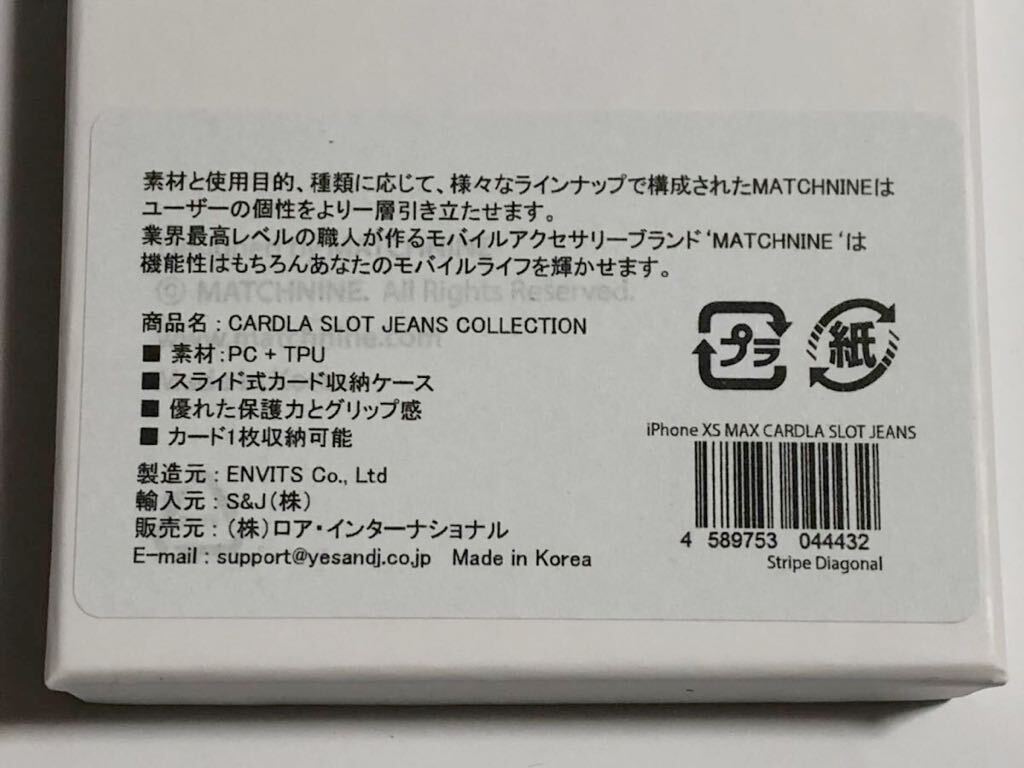 素材と使用目的、種類に応じて、様々なラインナップで構成されたMATCHNINEは
ユーザーの個性をより一層引き立たせます。
業界最高レベルの職人が作るモバイルアクセサリーブランド‘MATCHNINE‘は
機能性はもちろんあなたのモバイルライフを輝かせます。
© MATCHNINE. All Rights Reserved.
www.matchnine.com
商品名 : CARDLA SLOT JEANS COLLECTION
■ 素材:PC + TPU
■ スライド式カード収納ケース
■ 優れた保護力とグリップ感
■ カード1枚収納可能
製造元 : ENVITS Co., Ltd
輸入元 : S&J(株)
販売元 : (株)ロア・インターナショナル
E-mail : support@yesandj.co.jp Made in Korea
プラ
紙
iPhone XS MAX CARDLA SLOT JEANS
4 589753 044432
Stripe Diagonal